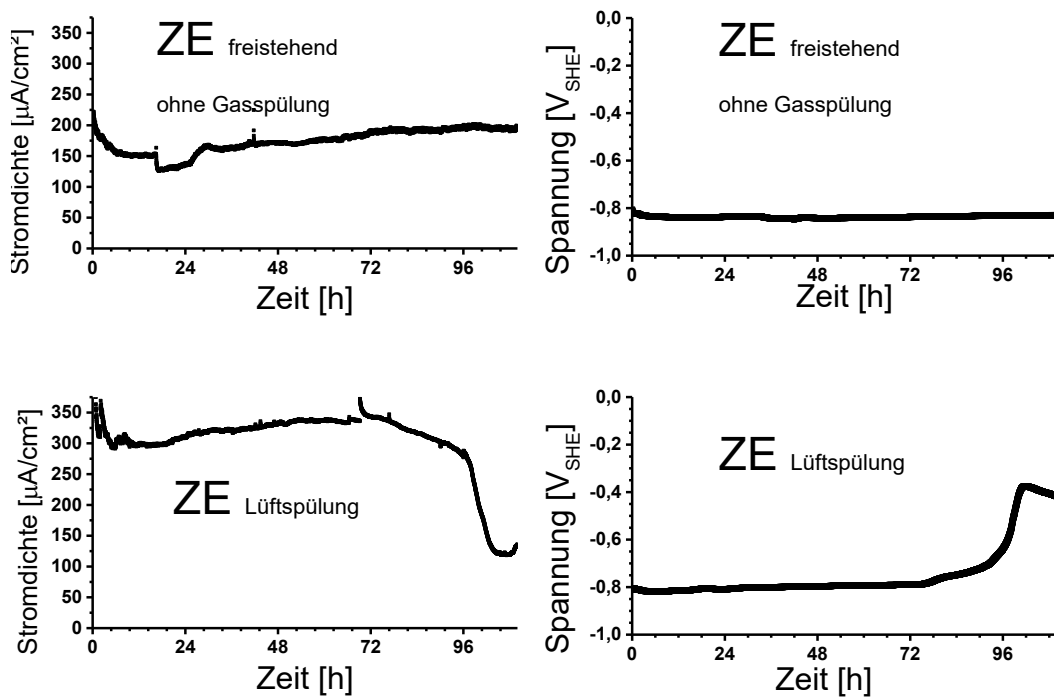 Stromdichte [µA/cm²]
350
300
250
200
150
100
50
0
ZE freistehend
ohne Gasspülung
0 24 48 72 96
Zeit [h]
Spannung [V_SHE]
0,0
-0,2
-0,4
-0,6
-0,8
-1,0
ZE freistehend
ohne Gasspülung
0 24 48 72 96
Zeit [h]
Stromdichte [µA/cm²]
350
300
250
200
150
100
50
0
ZE Lüftspülung
0 24 48 72 96
Zeit [h]
Spannung [V_SHE]
0,0
-0,2
-0,4
-0,6
-0,8
-1,0
ZE Lüftspülung
0 24 48 72 96
Zeit [h]